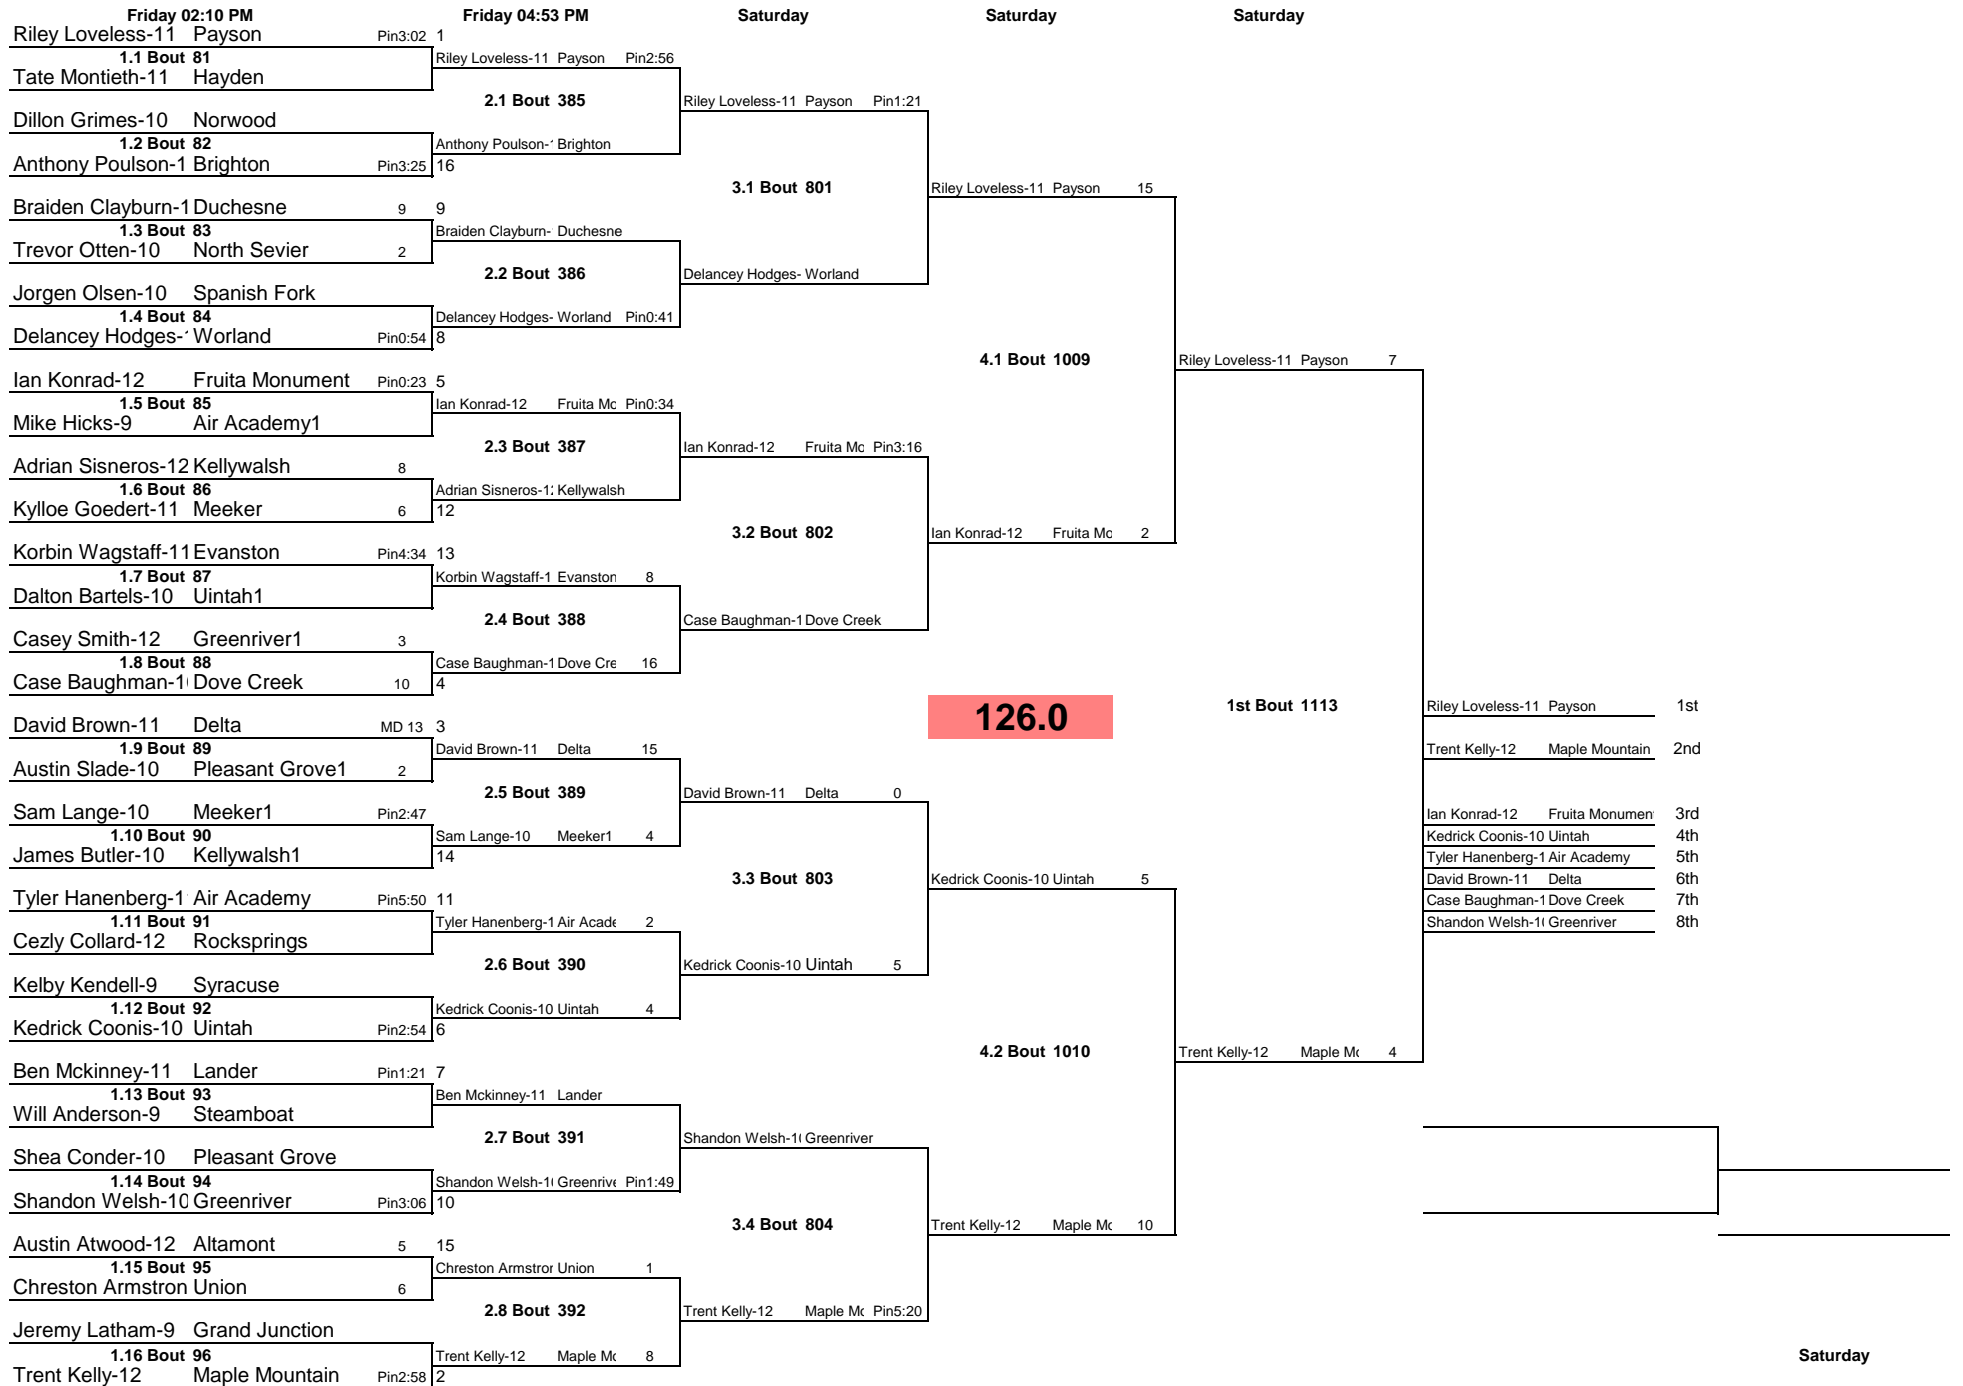 Friday 02:10 PM Friday 04:53 PM Saturday Saturday Saturday
Riley Loveless-11 Payson Pin3:02 1
1.1 Bout 81
Tate Montieth-11 Hayden
Dillon Grimes-10 Norwood
1.2 Bout 82
Anthony Poulson-1 Brighton Pin3:25 16
Braiden Clayburn-1 Duchesne 9 9
1.3 Bout 83
Trevor Otten-10 North Sevier 2
Jorgen Olsen-10 Spanish Fork
1.4 Bout 84
Delancey Hodges-1 Worland Pin0:54 8
Ian Konrad-12 Fruita Monument Pin0:23 5
1.5 Bout 85
Mike Hicks-9 Air Academy1
Adrian Sisneros-12 Kellywalsh 8
1.6 Bout 86
Kylloe Goedert-11 Meeker 6 12
Korbin Wagstaff-11 Evanston Pin4:34 13
1.7 Bout 87
Dalton Bartels-10 Uintah1
Casey Smith-12 Greenriver1 3
1.8 Bout 88
Case Baughman-1 Dove Creek 10 4
David Brown-11 Delta MD 13 3
1.9 Bout 89
Austin Slade-10 Pleasant Grove1 2
Sam Lange-10 Meeker1 Pin2:47
1.10 Bout 90
James Butler-10 Kellywalsh1 14
Tyler Hanenberg-1 Air Academy Pin5:50 11
1.11 Bout 91
Cezly Collard-12 Rocksprings
Kelby Kendell-9 Syracuse
1.12 Bout 92
Kedrick Coonis-10 Uintah Pin2:54 6
Ben Mckinney-11 Lander Pin1:21 7
1.13 Bout 93
Will Anderson-9 Steamboat
Shea Conder-10 Pleasant Grove
1.14 Bout 94
Shandon Welsh-10 Greenriver Pin3:06 10
Austin Atwood-12 Altamont 5 15
1.15 Bout 95
Chreston Armstron Union 6
Jeremy Latham-9 Grand Junction
1.16 Bout 96
Trent Kelly-12 Maple Mountain Pin2:58 2
Riley Loveless-11 Payson Pin2:56
2.1 Bout 385
Anthony Poulson-1 Brighton
Braiden Clayburn- Duchesne
2.2 Bout 386
Delancey Hodges- Worland Pin0:41
Ian Konrad-12 Fruita Mo Pin0:34
2.3 Bout 387
Adrian Sisneros-12 Kellywalsh
Korbin Wagstaff-1 Evanston 8
2.4 Bout 388
Case Baughman-1 Dove Cre 16
David Brown-11 Delta 15
2.5 Bout 389
Sam Lange-10 Meeker1 4
Tyler Hanenberg-1 Air Acade 2
2.6 Bout 390
Kedrick Coonis-10 Uintah 4
Ben Mckinney-11 Lander
2.7 Bout 391
Shandon Welsh-10 Greenrive Pin1:49
Chreston Armstror Union 1
2.8 Bout 392
Trent Kelly-12 Maple Mo 8
Riley Loveless-11 Payson Pin1:21
3.1 Bout 801
Delancey Hodges- Worland
Ian Konrad-12 Fruita Mo Pin3:16
3.2 Bout 802
Case Baughman-1 Dove Creek
David Brown-11 Delta 0
3.3 Bout 803
Kedrick Coonis-10 Uintah 5
Shandon Welsh-10 Greenriver
3.4 Bout 804
Trent Kelly-12 Maple Mo Pin5:20
Riley Loveless-11 Payson 15
4.1 Bout 1009
Ian Konrad-12 Fruita Mo 2
126.0
Kedrick Coonis-10 Uintah 5
4.2 Bout 1010
Trent Kelly-12 Maple Mo 10
Riley Loveless-11 Payson 7
1st Bout 1113
Trent Kelly-12 Maple Mo 4
Riley Loveless-11 Payson 1st
Trent Kelly-12 Maple Mountain 2nd
Ian Konrad-12 Fruita Monument 3rd
Kedrick Coonis-10 Uintah 4th
Tyler Hanenberg-1 Air Academy 5th
David Brown-11 Delta 6th
Case Baughman-1 Dove Creek 7th
Shandon Welsh-10 Greenriver 8th
Saturday